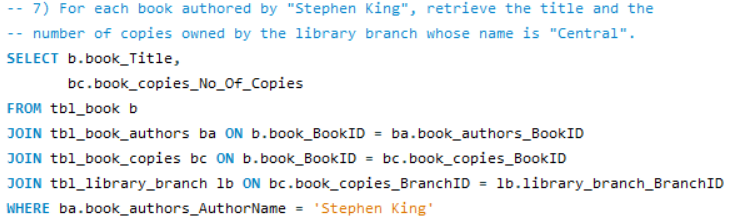 -- 7) For each book authored by "Stephen King", retrieve the title and the
-- number of copies owned by the library branch whose name is "Central".
SELECT b.book_Title,
       bc.book_copies_No_Of_Copies
FROM tbl_book b
JOIN tbl_book_authors ba ON b.book_BookID = ba.book_authors_BookID
JOIN tbl_book_copies bc ON b.book_BookID = bc.book_copies_BookID
JOIN tbl_library_branch lb ON bc.book_copies_BranchID = lb.library_branch_BranchID
WHERE ba.book_authors_AuthorName = 'Stephen King'